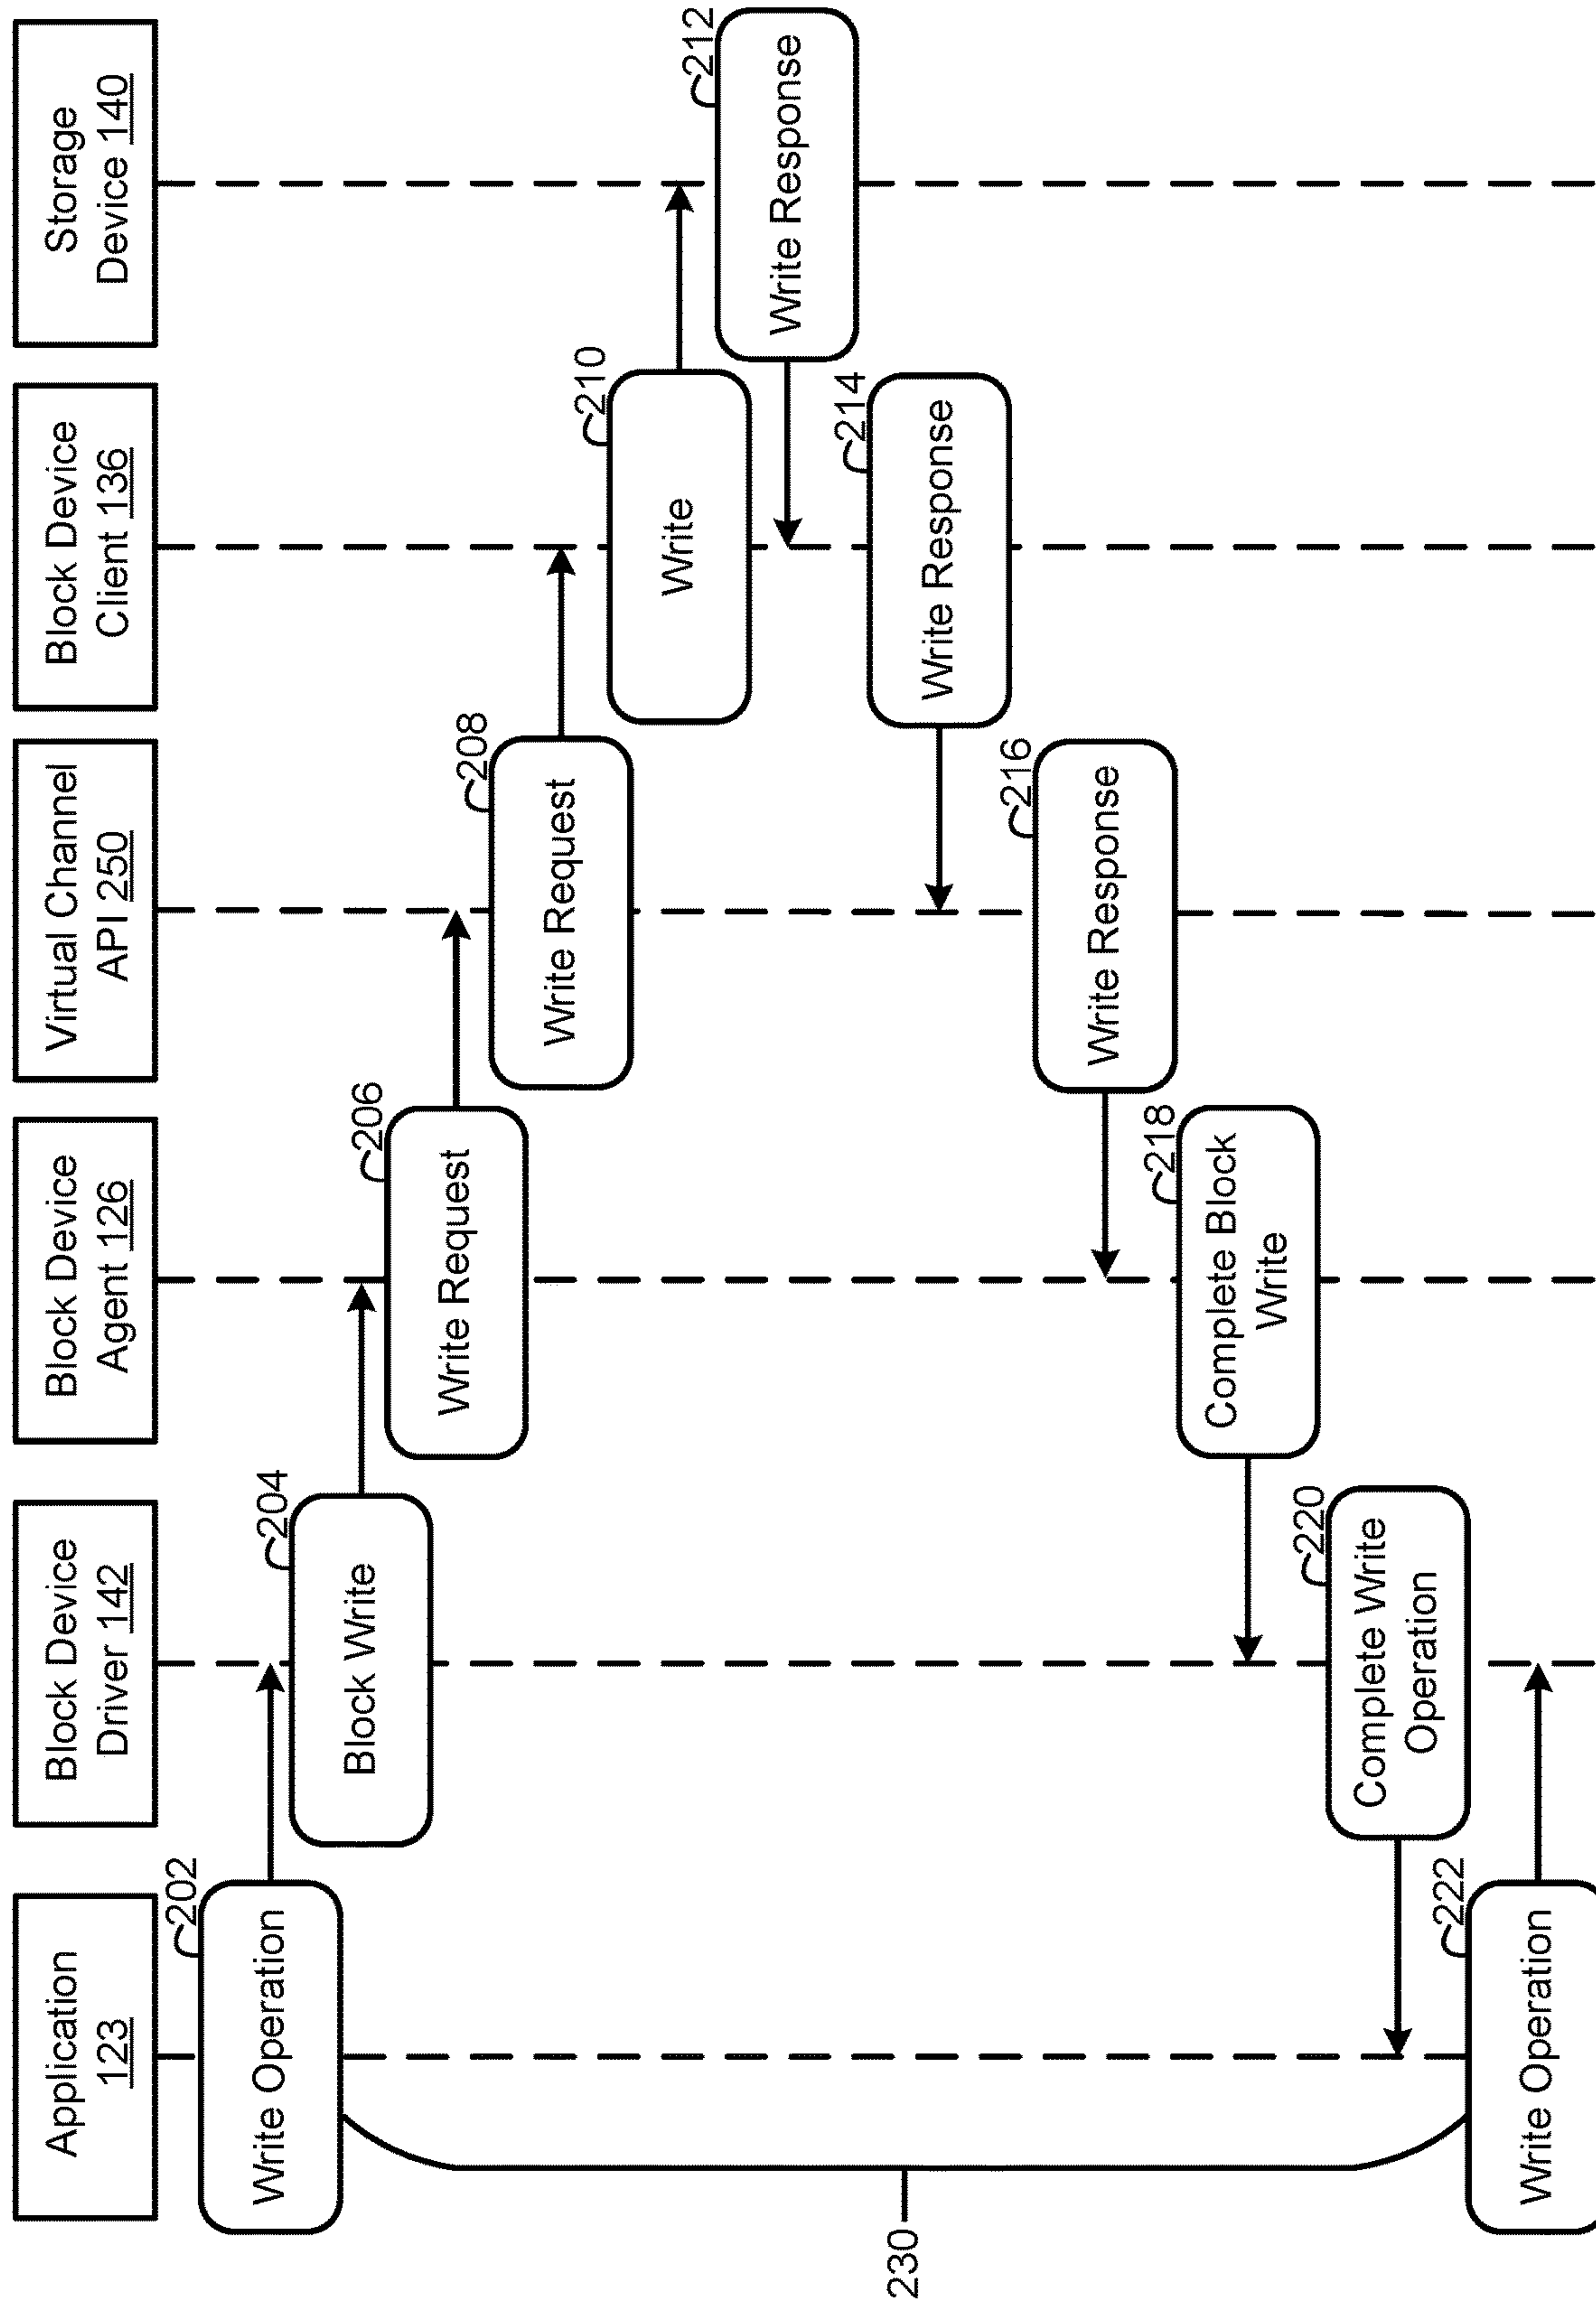 Application
123
Block Device
Driver 142
Block Device
Agent 126
Virtual Channel
API 250
Block Device
Client 136
Storage
Device 140
202
Write Operation
204
Block Write
206
Write Request
208
Write Request
210
Write
212
Write Response
214
Write Response
216
Write Response
218
Complete Block
Write
220
Complete Write
Operation
222
Write Operation
230